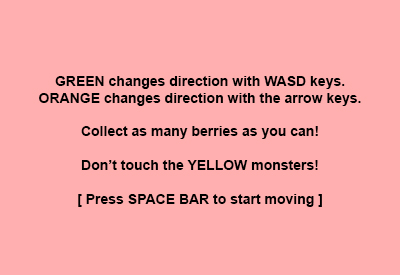 GREEN changes direction with WASD keys.
ORANGE changes direction with the arrow keys.
Collect as many berries as you can!
Don’t touch the YELLOW monsters!
[ Press SPACE BAR to start moving ]